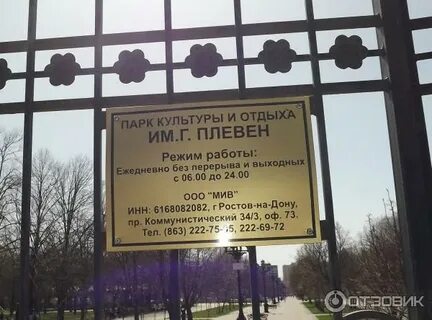 ПАРК КУЛЬТУРЫ И ОТДЫХА
ИМ.Г. ПЛЕВЕН
Режим работы:
Ежедневно без перерыва и выходных
с 06.00 до 24.00
ООО "МИВ"
ИНН: 6168082082, г Ростов-на-Дону,
пр. Коммунистический 34/3, оф. 73.
Тел. (863) 222-75-55, 222-69-72
ОТЗОВИК